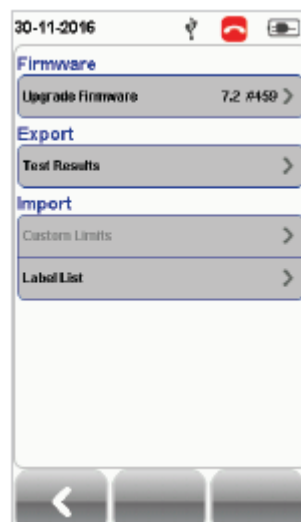 30-11-2016
Firmware
Upgrade Firmware 7.2 #459
Export
Test Results
Import
Custom Limits
Label List